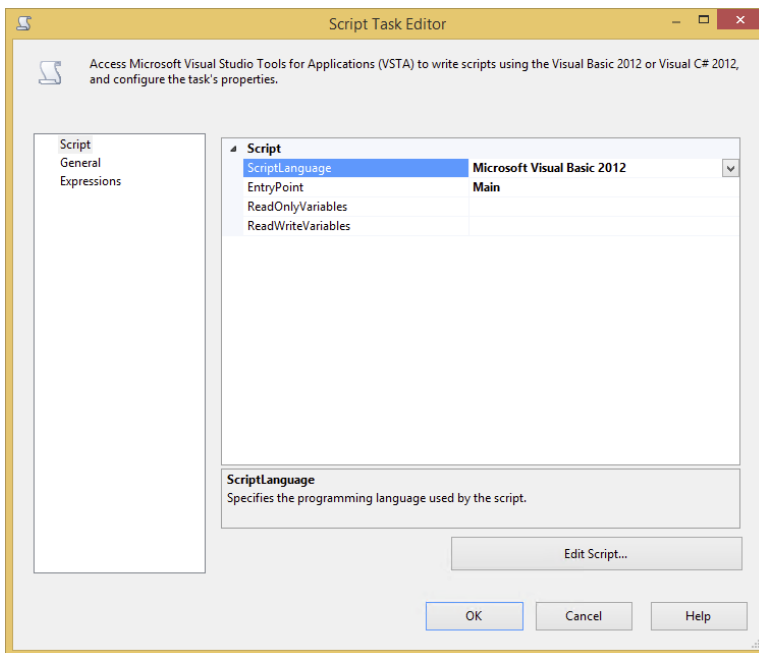 Script Task Editor
Access Microsoft Visual Studio Tools for Applications (VSTA) to write scripts using the Visual Basic 2012 or Visual C# 2012,
and configure the task's properties.
Script
General
Expressions
Script
ScriptLanguage Microsoft Visual Basic 2012
EntryPoint Main
ReadOnlyVariables
ReadWriteVariables
ScriptLanguage
Specifies the programming language used by the script.
Edit Script...
OK Cancel Help